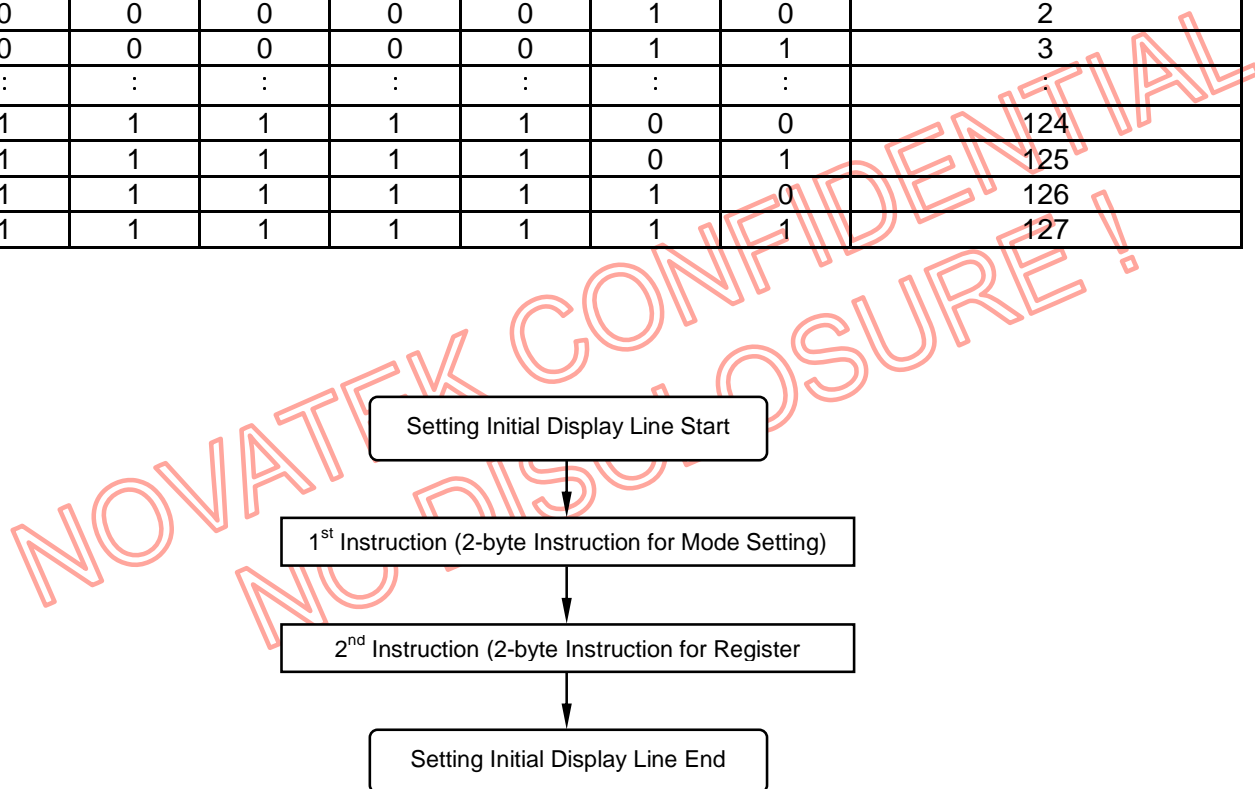 0 0 0 0 0 1 0 2
0 0 0 0 0 1 1 3
: : : : : : : :
1 1 1 1 1 0 0 124
1 1 1 1 1 0 1 125
1 1 1 1 1 1 0 126
1 1 1 1 1 1 1 127
NOVATEK CONFIDENTIAL
NO DISCLOSURE !
Setting Initial Display Line Start
1st Instruction (2-byte Instruction for Mode Setting)
2nd Instruction (2-byte Instruction for Register
Setting Initial Display Line End